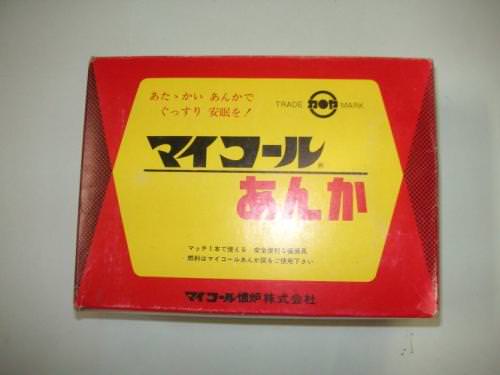 あたゝかい あんかで
ぐっすり 安眠を!
TRADE カロヤ MARK
マイコール
あんか
マッチ1本で使える 安全便利な保温具
・燃料はマイコールあんか灰をご使用下さい
マイコール懐炉株式会社